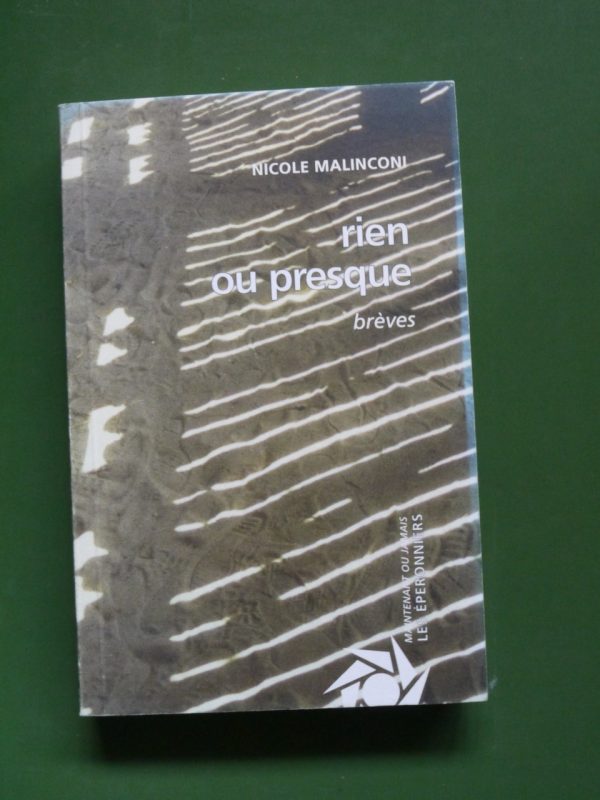 NICOLE MALINCONI
rien
ou presque
brèves
MAINTENANT OU JAMAIS
LES ÉPERONNIERS